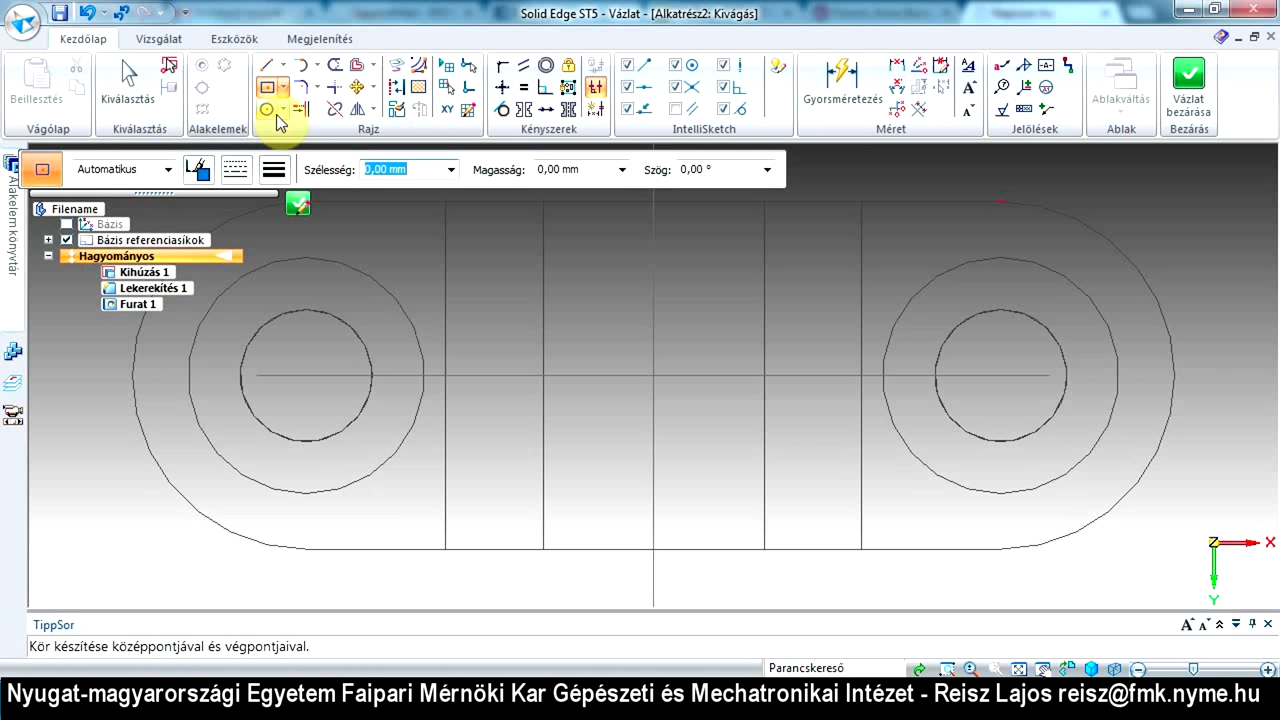 Solid Edge ST5 - Vázlat - [Alkatrész2: Kivágás]
Kezdőlap
Vizsgálat
Eszközök
Megjelenítés
Beillesztés
Kiválasztás
Gyorsméretezés
Ablakváltás
Vázlat bezárása
Vágólap
Kiválasztás
Alakelemek
Rajz
Kényszerek
IntelliSketch
Méret
Jelölések
Ablak
Bezárás
Automatikus
Szélesség: 0,00 mm
Magasság: 0,00 mm
Szög: 0,00 °
Alakelem könyvtár
Filename
Bázis
Bázis referenciasíkok
Hagyományos
Kihúzás 1
Lekerekítés 1
Furat 1
Z
X
Y
TippSor
Kör készítése középpontjával és végpontjaival.
Parancskereső
Nyugat-magyarországi Egyetem Faipari Mérnöki Kar Gépészeti és Mechatronikai Intézet - Reisz Lajos reisz@fmk.nyme.hu